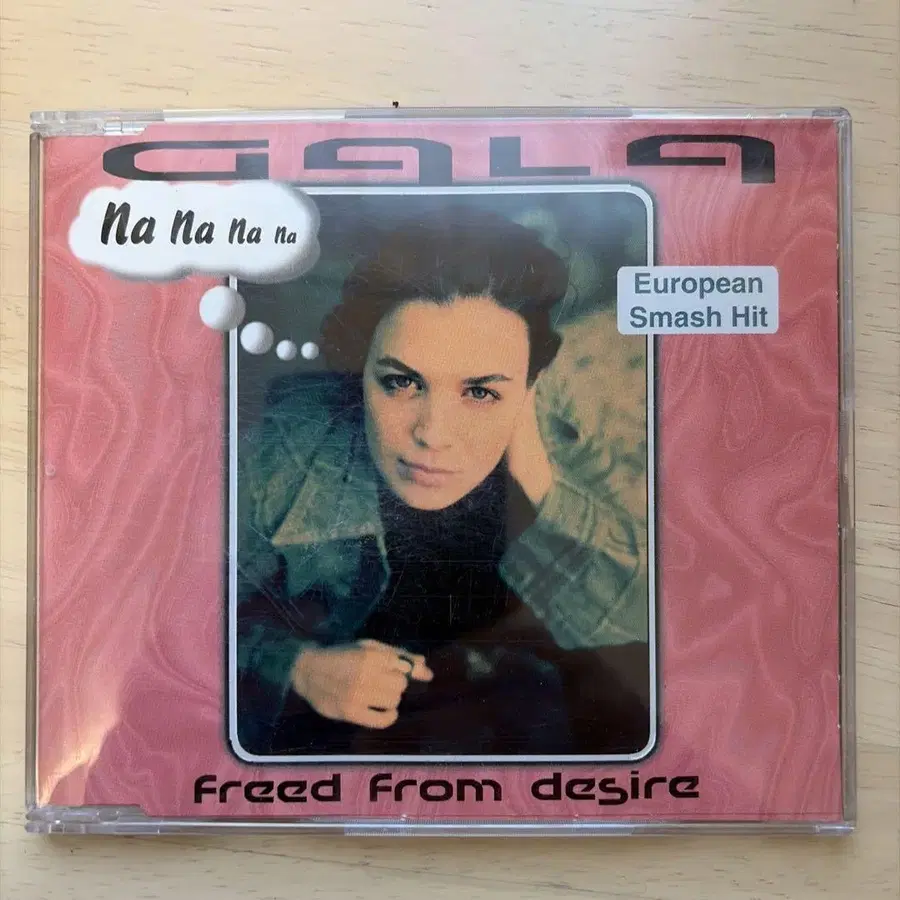 GALA
Na Na Na Na
European
Smash Hit
freed from desire